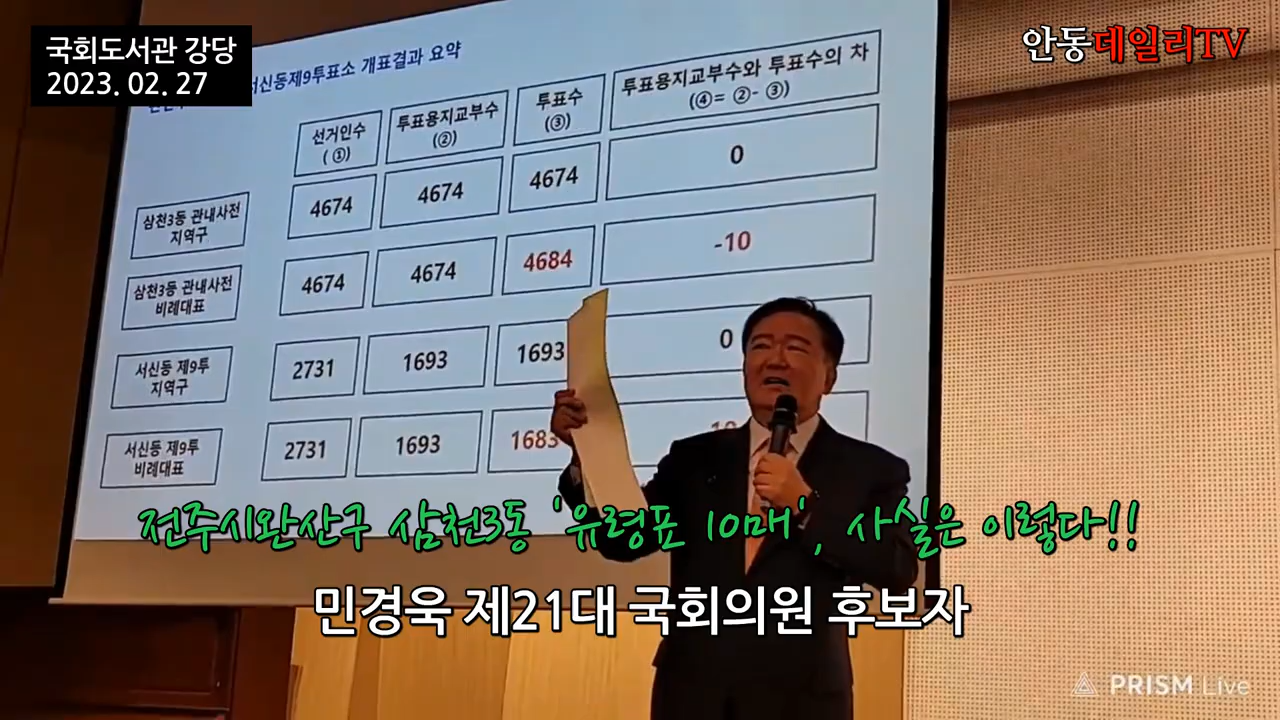 국회도서관 강당
2023. 02. 27
안동데일리TV
서신동제9투표소 개표결과 요약
선거인수
( ①)
투표용지교부수
(②)
투표수
(③)
투표용지교부수와 투표수의 차
(④= ②- ③)
삼천3동 관내사전
지역구
4674
4674
4674
0
삼천3동 관내사전
비례대표
4674
4674
4684
-10
서신동 제9투
지역구
2731
1693
1693
0
서신동 제9투
비례대표
2731
1693
1683
전주시완산구 삼천3동 '유령표 10매', 사실은 이렇다!!
민경욱 제21대 국회의원 후보자
PRISM Live